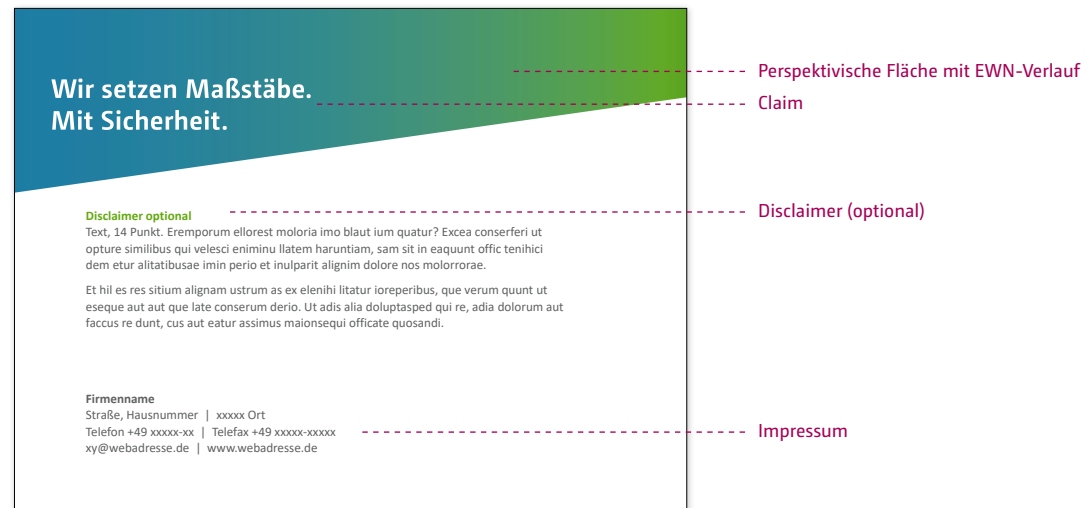 Wir setzen Maßstäbe.
Mit Sicherheit.
Perspektivische Fläche mit EWN-Verlauf
Claim
Disclaimer optional
Text, 14 Punkt. Eremporum ellorest moloria imo blaut ium quatur? Excea conserferi ut
opture similibus qui velesci eniminu llatem haruntiam, sam sit in eaquunt offic tenihici
dem etur alitatibusae imin perio et inulparit alignim dolore nos molorrorae.
Et hil es res sitium alignam ustrum as ex elenihi litatur ioreperibus, que verum quunt ut
eseque aut aut que late conserum derio. Ut adis alia doluptasped qui re, adia dolorum aut
faccus re dunt, cus aut eatur assimus maionsequi officate quosandi.
Disclaimer (optional)
Firmenname
Straße, Hausnummer | xxxxx Ort
Telefon +49 xxxxx-xx | Telefax +49 xxxxx-xxxxx
xy@webadresse.de | www.webadresse.de
Impressum